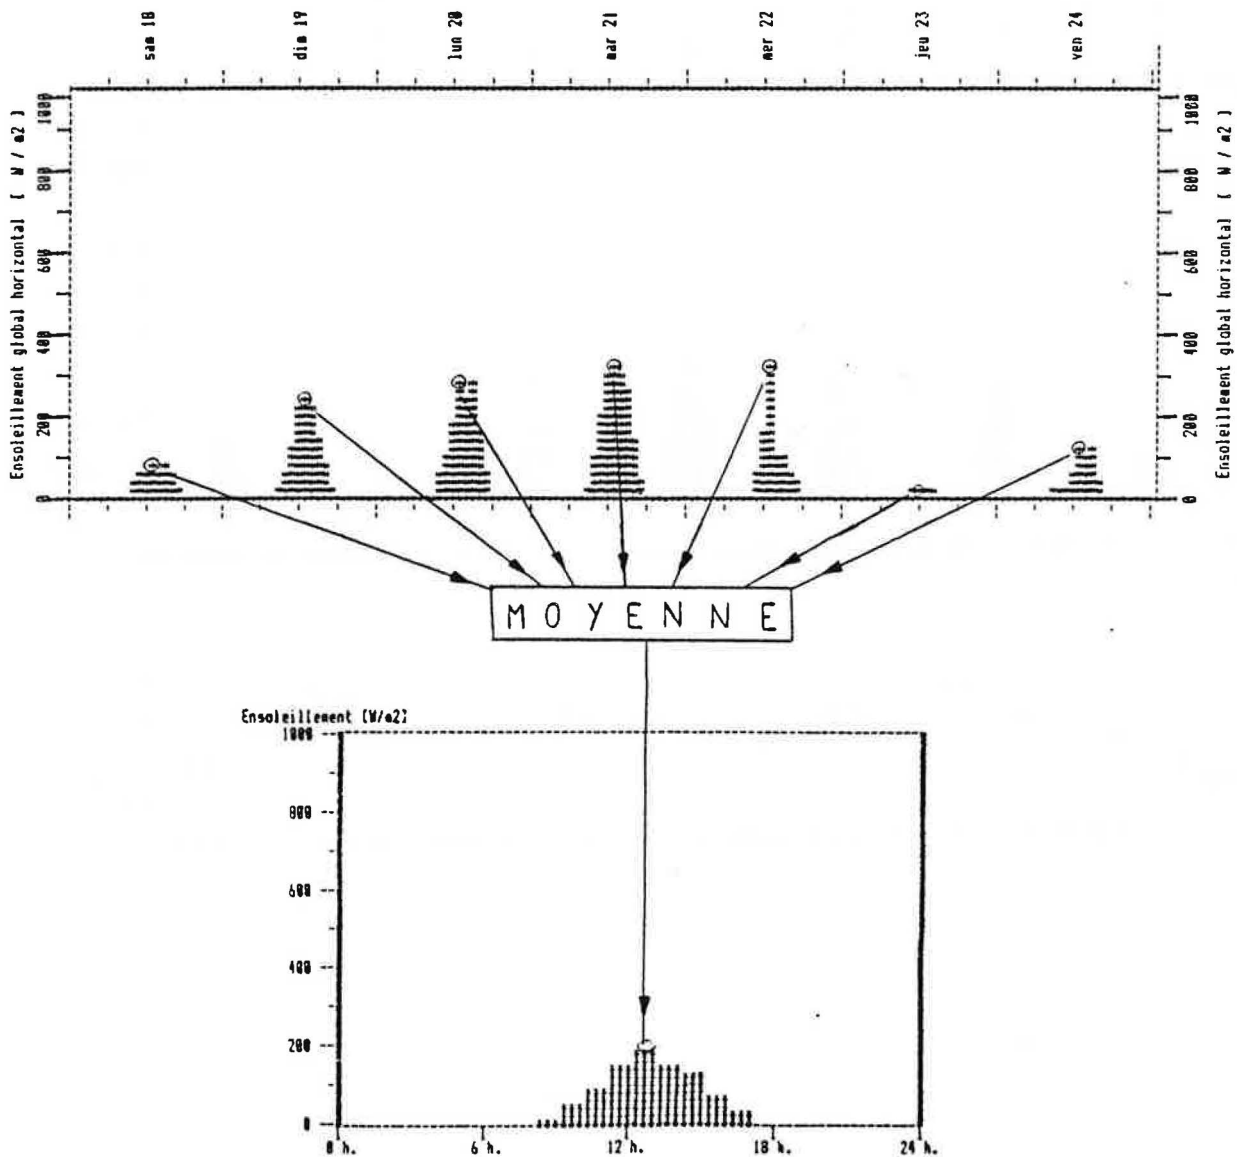 sam 18
dim 19
lun 20
mar 21
mer 22
jeu 23
ven 24
Ensoleillement global horizontal [ W / m2 ]
1000
800
600
400
200
0
1000
800
600
400
200
0
Ensoleillement global horizontal [ W / m2 ]
MOYENNE
Ensoleillement [W/m2]
1000
800
600
400
200
0
0 h.
6 h.
12 h.
18 h.
24 h.